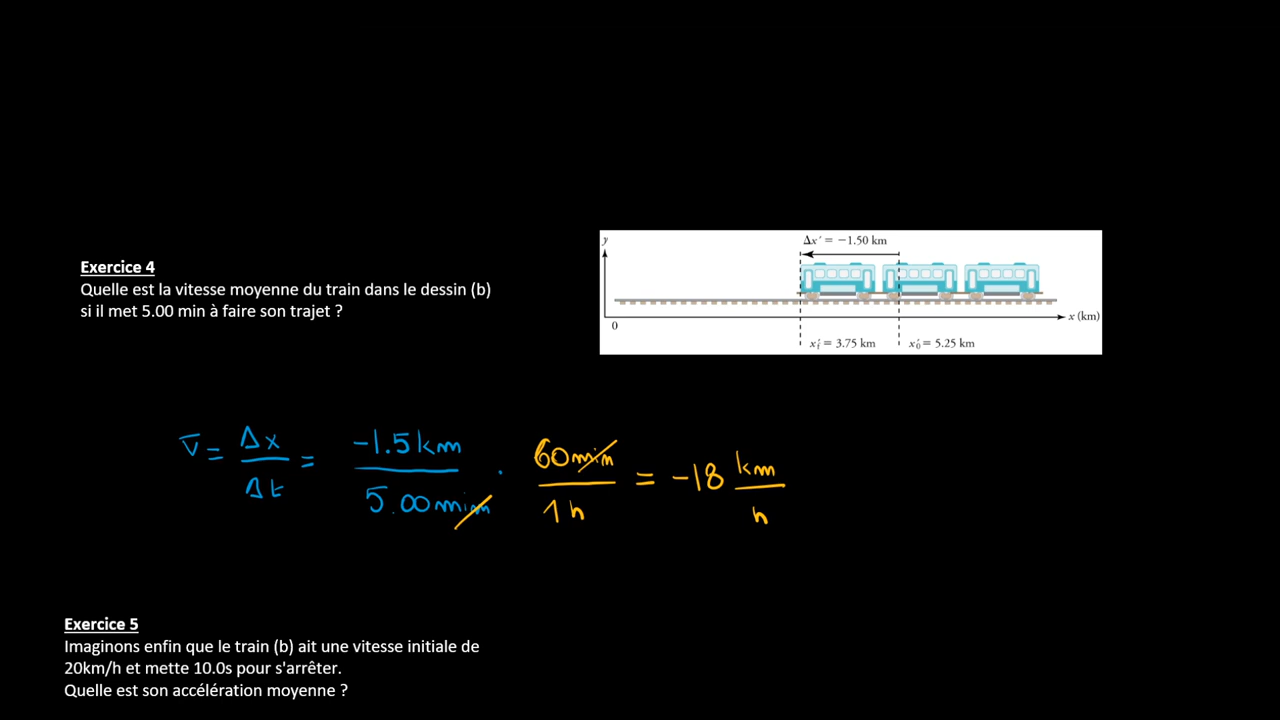 Exercice 4
Quelle est la vitesse moyenne du train dans le dessin (b)
si il met 5.00 min à faire son trajet ?
y
Δx′ = −1.50 km
0
x (km)
x′f = 3.75 km
x′0 = 5.25 km
v̅ = Δx / Δt = -1.5 km / 5.00 min · 60 min / 1 h = -18 km / h
Exercice 5
Imaginons enfin que le train (b) ait une vitesse initiale de
20km/h et mette 10.0s pour s'arrêter.
Quelle est son accélération moyenne ?